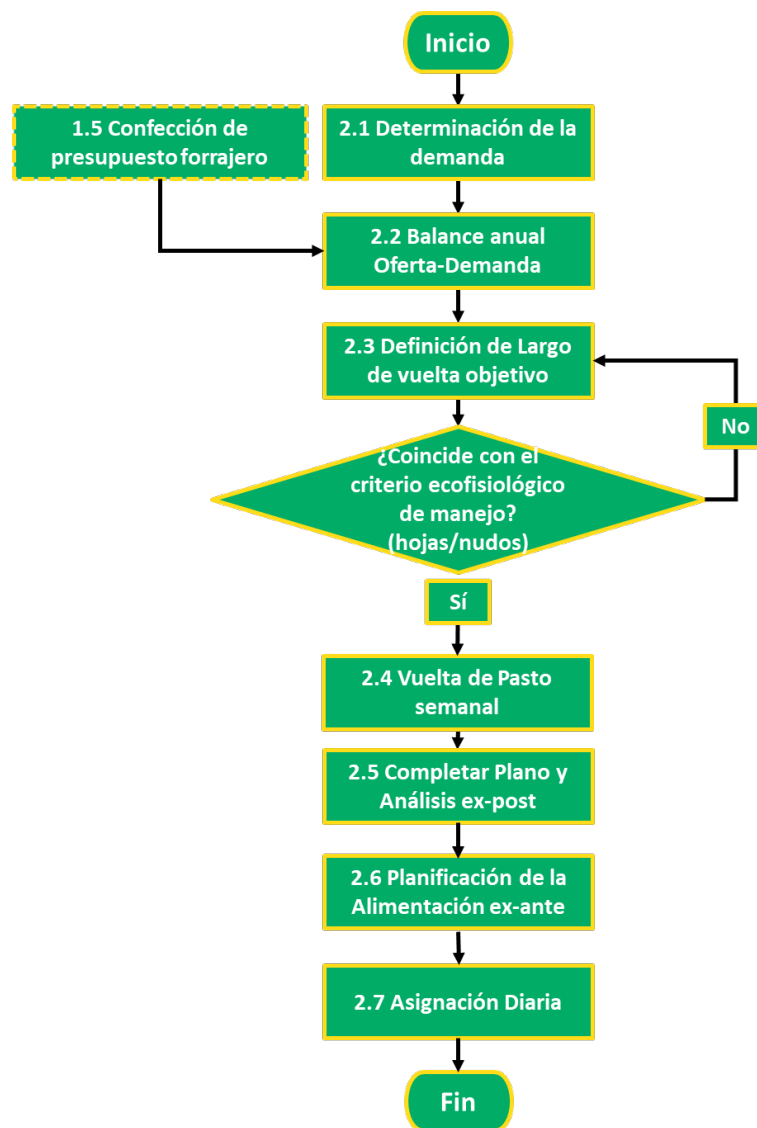 Inicio
1.5 Confección de
presupuesto forrajero
2.1 Determinación de la
demanda
2.2 Balance anual
Oferta-Demanda
2.3 Definición de Largo
de vuelta objetivo
No
¿Coincide con el
criterio ecofisiológico
de manejo?
(hojas/nudos)
Sí
2.4 Vuelta de Pasto
semanal
2.5 Completar Plano y
Análisis ex-post
2.6 Planificación de la
Alimentación ex-ante
2.7 Asignación Diaria
Fin